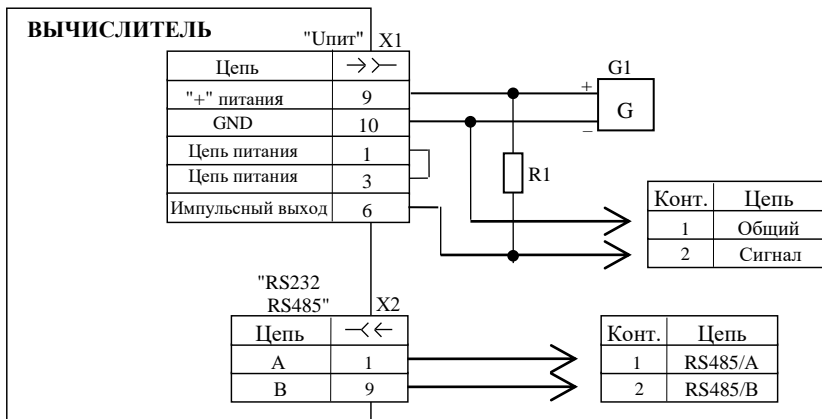 ВЫЧИСЛИТЕЛЬ
"Uпит" X1
Цепь
"+" питания 9
GND 10
Цепь питания 1
Цепь питания 3
Импульсный выход 6
G1
+
G
–
R1
Конт. Цепь
1 Общий
2 Сигнал
"RS232
RS485" X2
Цепь
A 1
B 9
Конт. Цепь
1 RS485/A
2 RS485/B